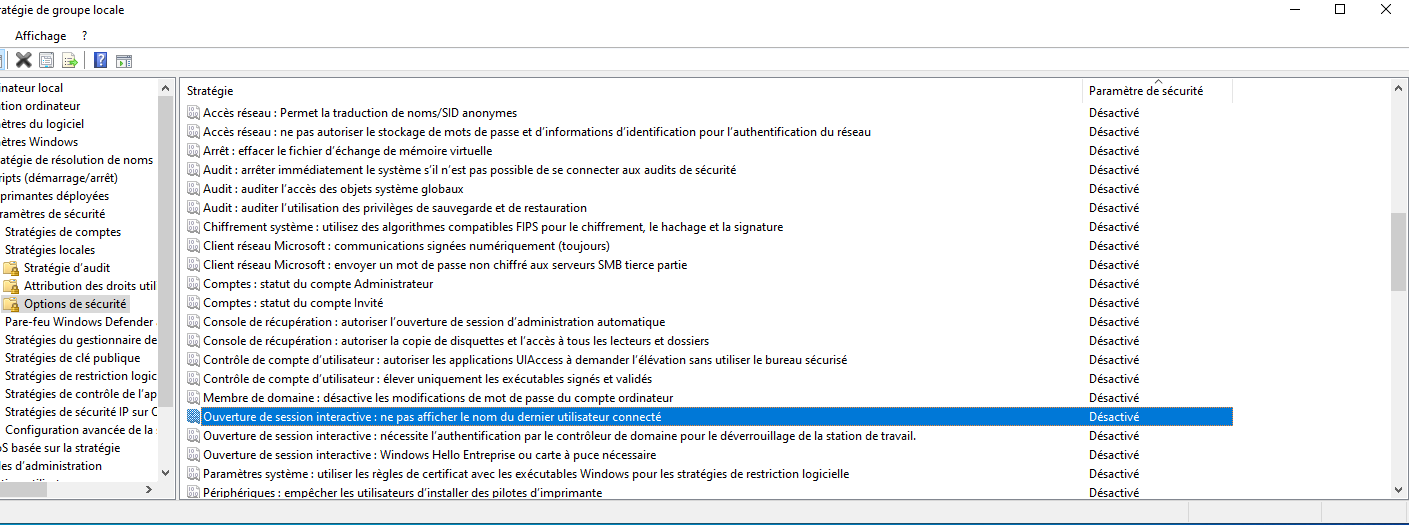 ratégie de groupe locale
Affichage ?
inateur local
ation ordinateur
ètres du logiciel
ètres Windows
ratégie de résolution de noms
ripts (démarrage/arrêt)
primantes déployées
ramètres de sécurité
Stratégies de comptes
Stratégies locales
Stratégie d'audit
Attribution des droits util
Options de sécurité
Pare-feu Windows Defender
Stratégies du gestionnaire de
Stratégies de clé publique
Stratégies de restriction logic
Stratégies de contrôle de l'ap
Stratégies de sécurité IP sur O
Configuration avancée de la
S basée sur la stratégie
les d'administration
Stratégie Paramètre de sécurité
Accès réseau : Permet la traduction de noms/SID anonymes Désactivé
Accès réseau : ne pas autoriser le stockage de mots de passe et d'informations d'identification pour l'authentification du réseau Désactivé
Arrêt : effacer le fichier d'échange de mémoire virtuelle Désactivé
Audit : arrêter immédiatement le système s'il n'est pas possible de se connecter aux audits de sécurité Désactivé
Audit : auditer l'accès des objets système globaux Désactivé
Audit : auditer l'utilisation des privilèges de sauvegarde et de restauration Désactivé
Chiffrement système : utilisez des algorithmes compatibles FIPS pour le chiffrement, le hachage et la signature Désactivé
Client réseau Microsoft : communications signées numériquement (toujours) Désactivé
Client réseau Microsoft : envoyer un mot de passe non chiffré aux serveurs SMB tierce partie Désactivé
Comptes : statut du compte Administrateur Désactivé
Comptes : statut du compte Invité Désactivé
Console de récupération : autoriser l'ouverture de session d'administration automatique Désactivé
Console de récupération : autoriser la copie de disquettes et l'accès à tous les lecteurs et dossiers Désactivé
Contrôle de compte d'utilisateur : autoriser les applications UIAccess à demander l'élévation sans utiliser le bureau sécurisé Désactivé
Contrôle de compte d'utilisateur : élever uniquement les exécutables signés et validés Désactivé
Membre de domaine : désactive les modifications de mot de passe du compte ordinateur Désactivé
Ouverture de session interactive : ne pas afficher le nom du dernier utilisateur connecté Désactivé
Ouverture de session interactive : nécessite l'authentification par le contrôleur de domaine pour le déverrouillage de la station de travail. Désactivé
Ouverture de session interactive : Windows Hello Entreprise ou carte à puce nécessaire Désactivé
Paramètres système : utiliser les règles de certificat avec les exécutables Windows pour les stratégies de restriction logicielle Désactivé
Périphériques : empêcher les utilisateurs d'installer des pilotes d'imprimante Désactivé